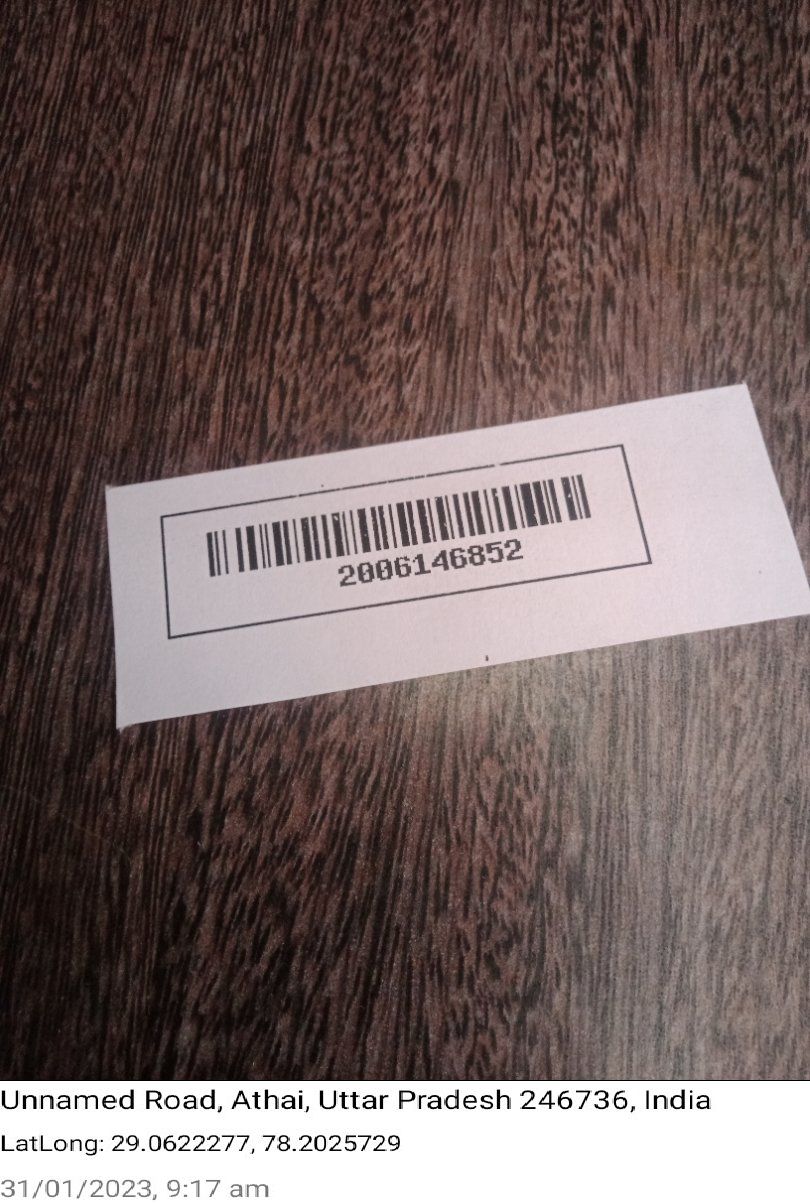 2006146852
Unnamed Road, Athai, Uttar Pradesh 246736, India
LatLong: 29.0622277, 78.2025729
31/01/2023, 9:17 am